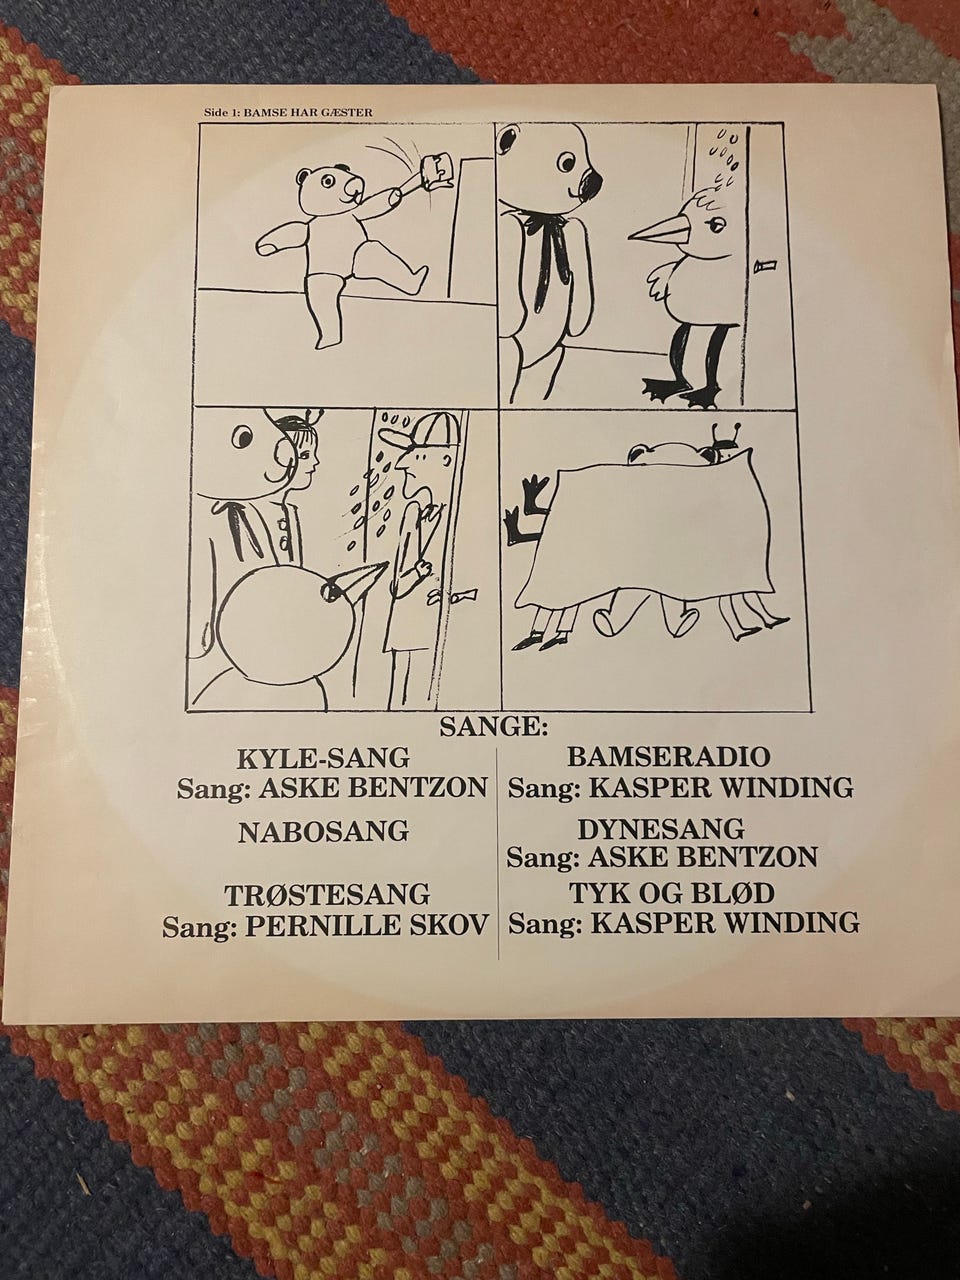 Side 1: BAMSE HAR GÆSTER
SANGE:
KYLE-SANG
Sang: ASKE BENTZON
NABOSANG
TRØSTESANG
Sang: PERNILLE SKOV
BAMSERADIO
Sang: KASPER WINDING
DYNESANG
Sang: ASKE BENTZON
TYK OG BLØD
Sang: KASPER WINDING